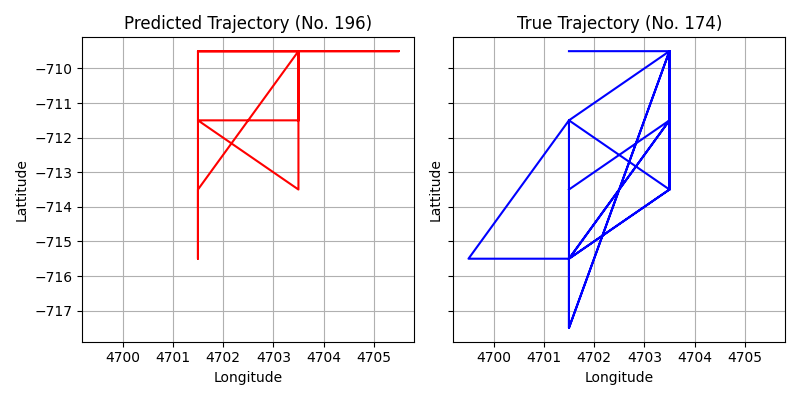 Predicted Trajectory (No. 196)
True Trajectory (No. 174)
Lattitude
−710
−711
−712
−713
−714
−715
−716
−717
4700 4701 4702 4703 4704 4705
Longitude
Lattitude
4700 4701 4702 4703 4704 4705
Longitude